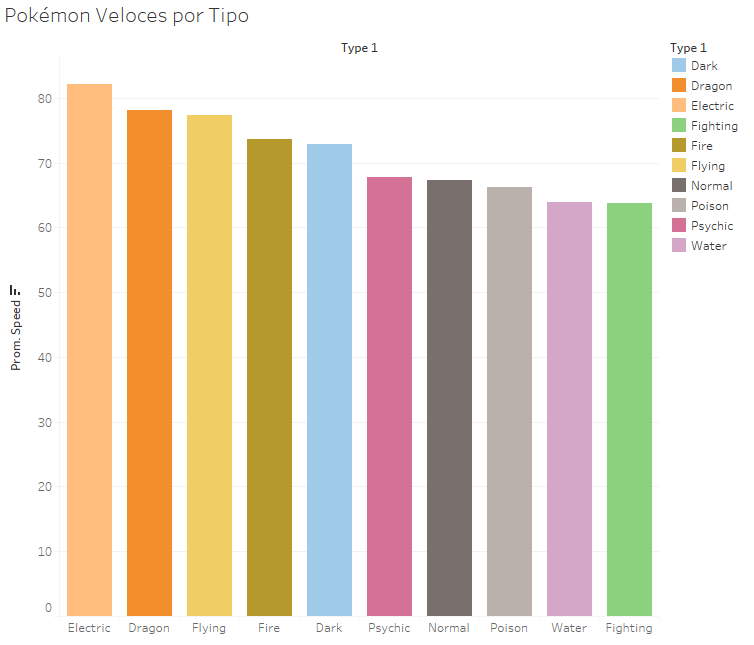 Pokémon Veloces por Tipo
Type 1
Prom. Speed
80
70
60
50
40
30
20
10
0
Electric Dragon Flying Fire Dark Psychic Normal Poison Water Fighting
Type 1
Dark
Dragon
Electric
Fighting
Fire
Flying
Normal
Poison
Psychic
Water